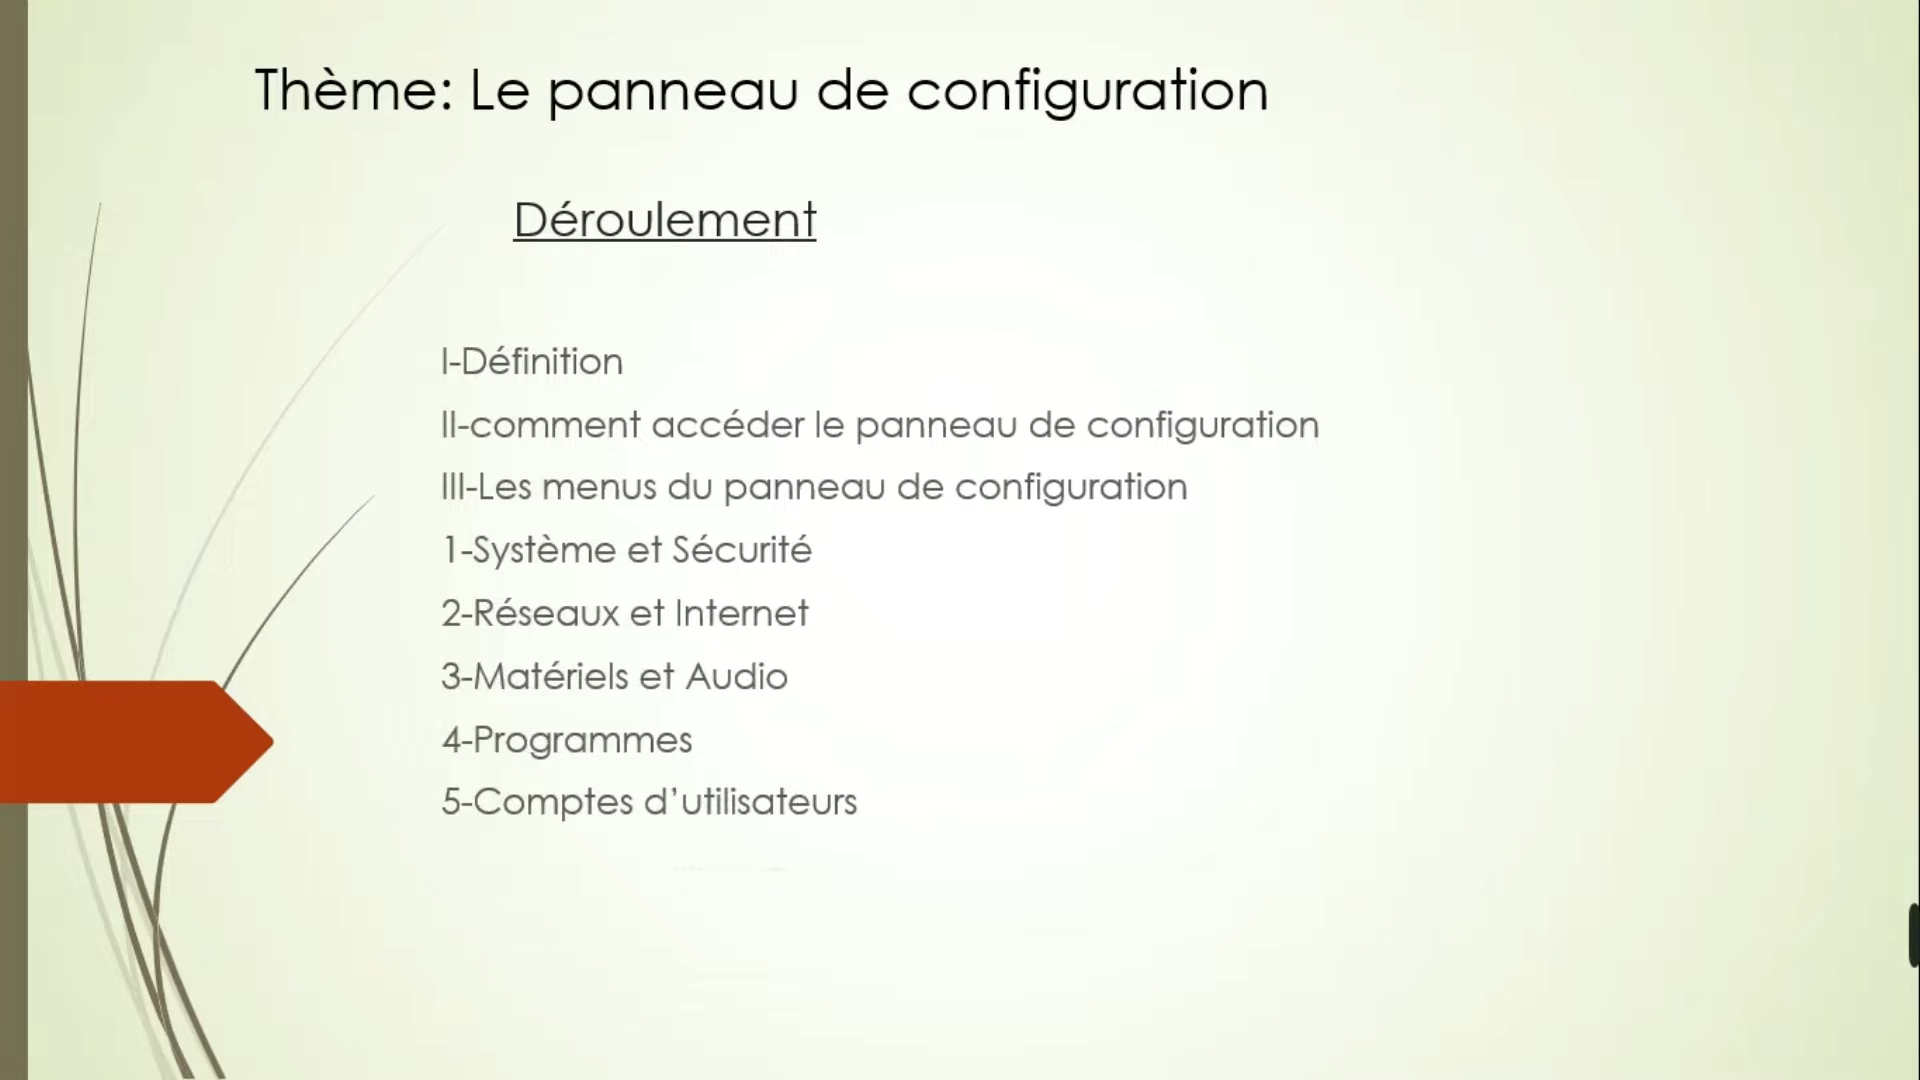 Thème: Le panneau de configuration
Déroulement
I-Définition
II-comment accéder le panneau de configuration
III-Les menus du panneau de configuration
1-Système et Sécurité
2-Réseaux et Internet
3-Matériels et Audio
4-Programmes
5-Comptes d’utilisateurs